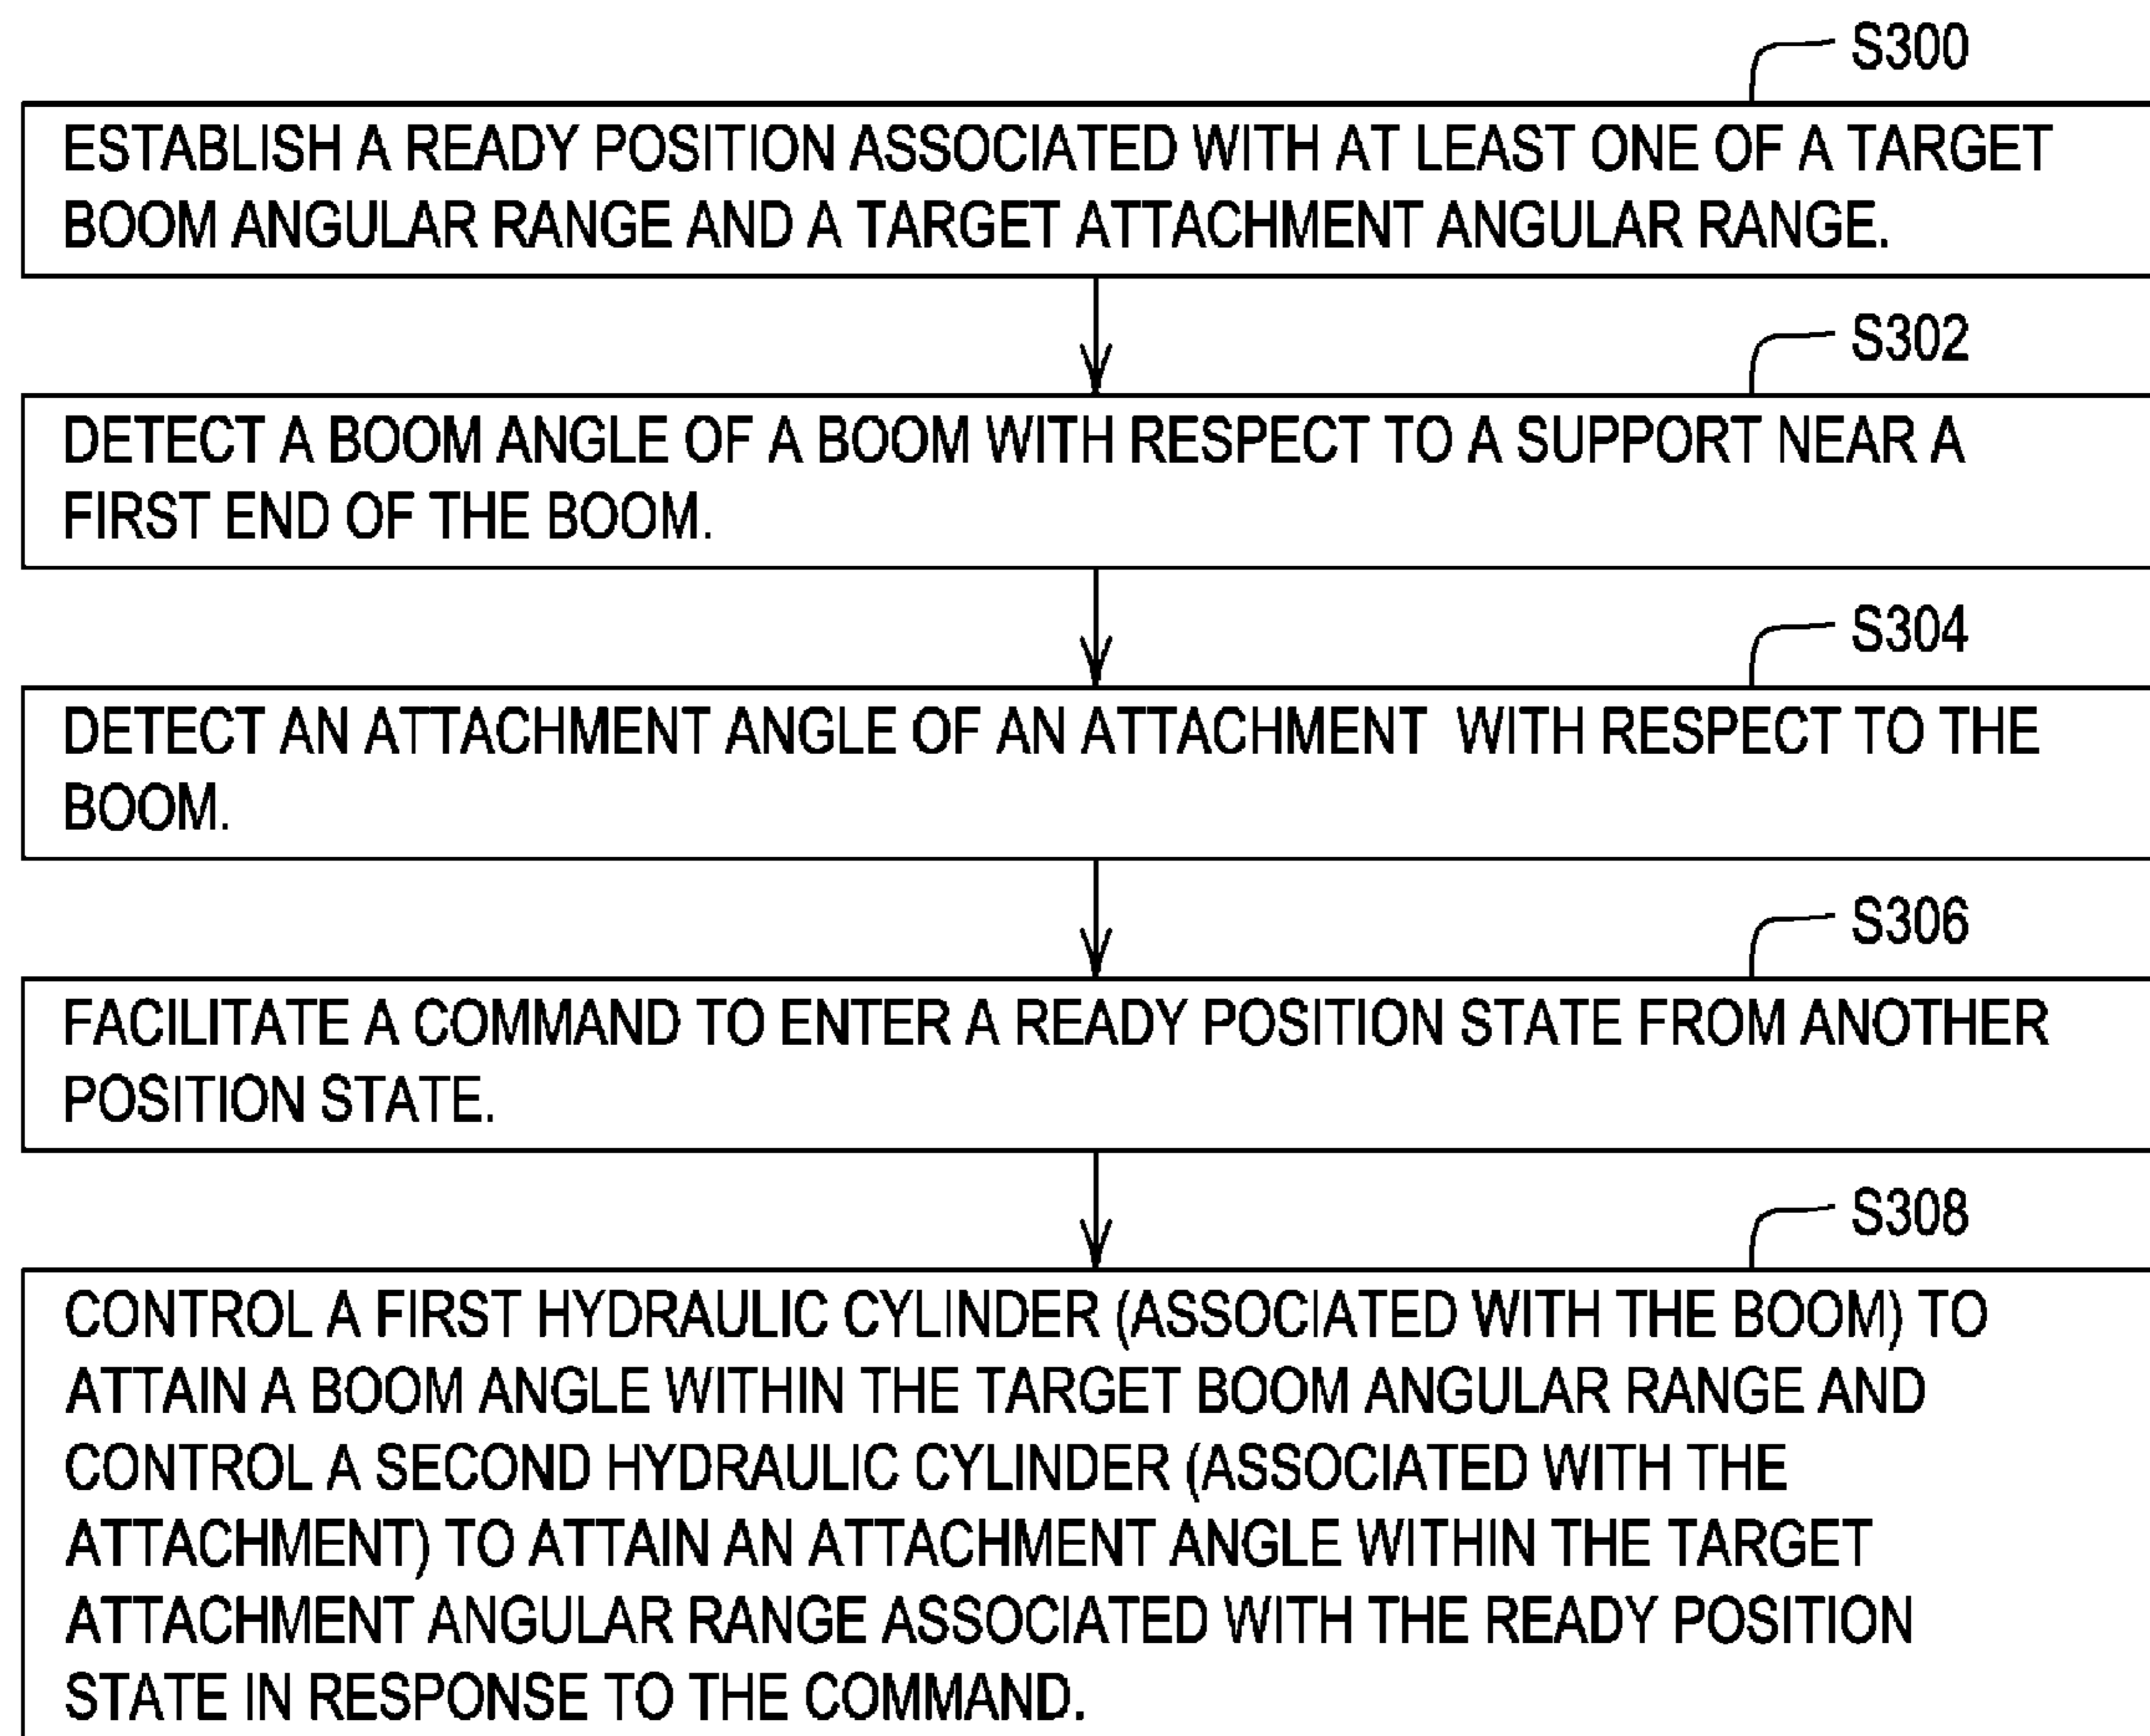 S300
ESTABLISH A READY POSITION ASSOCIATED WITH AT LEAST ONE OF A TARGET
BOOM ANGULAR RANGE AND A TARGET ATTACHMENT ANGULAR RANGE.
S302
DETECT A BOOM ANGLE OF A BOOM WITH RESPECT TO A SUPPORT NEAR A
FIRST END OF THE BOOM.
S304
DETECT AN ATTACHMENT ANGLE OF AN ATTACHMENT WITH RESPECT TO THE
BOOM.
S306
FACILITATE A COMMAND TO ENTER A READY POSITION STATE FROM ANOTHER
POSITION STATE.
S308
CONTROL A FIRST HYDRAULIC CYLINDER (ASSOCIATED WITH THE BOOM) TO
ATTAIN A BOOM ANGLE WITHIN THE TARGET BOOM ANGULAR RANGE AND
CONTROL A SECOND HYDRAULIC CYLINDER (ASSOCIATED WITH THE
ATTACHMENT) TO ATTAIN AN ATTACHMENT ANGLE WITHIN THE TARGET
ATTACHMENT ANGULAR RANGE ASSOCIATED WITH THE READY POSITION
STATE IN RESPONSE TO THE COMMAND.